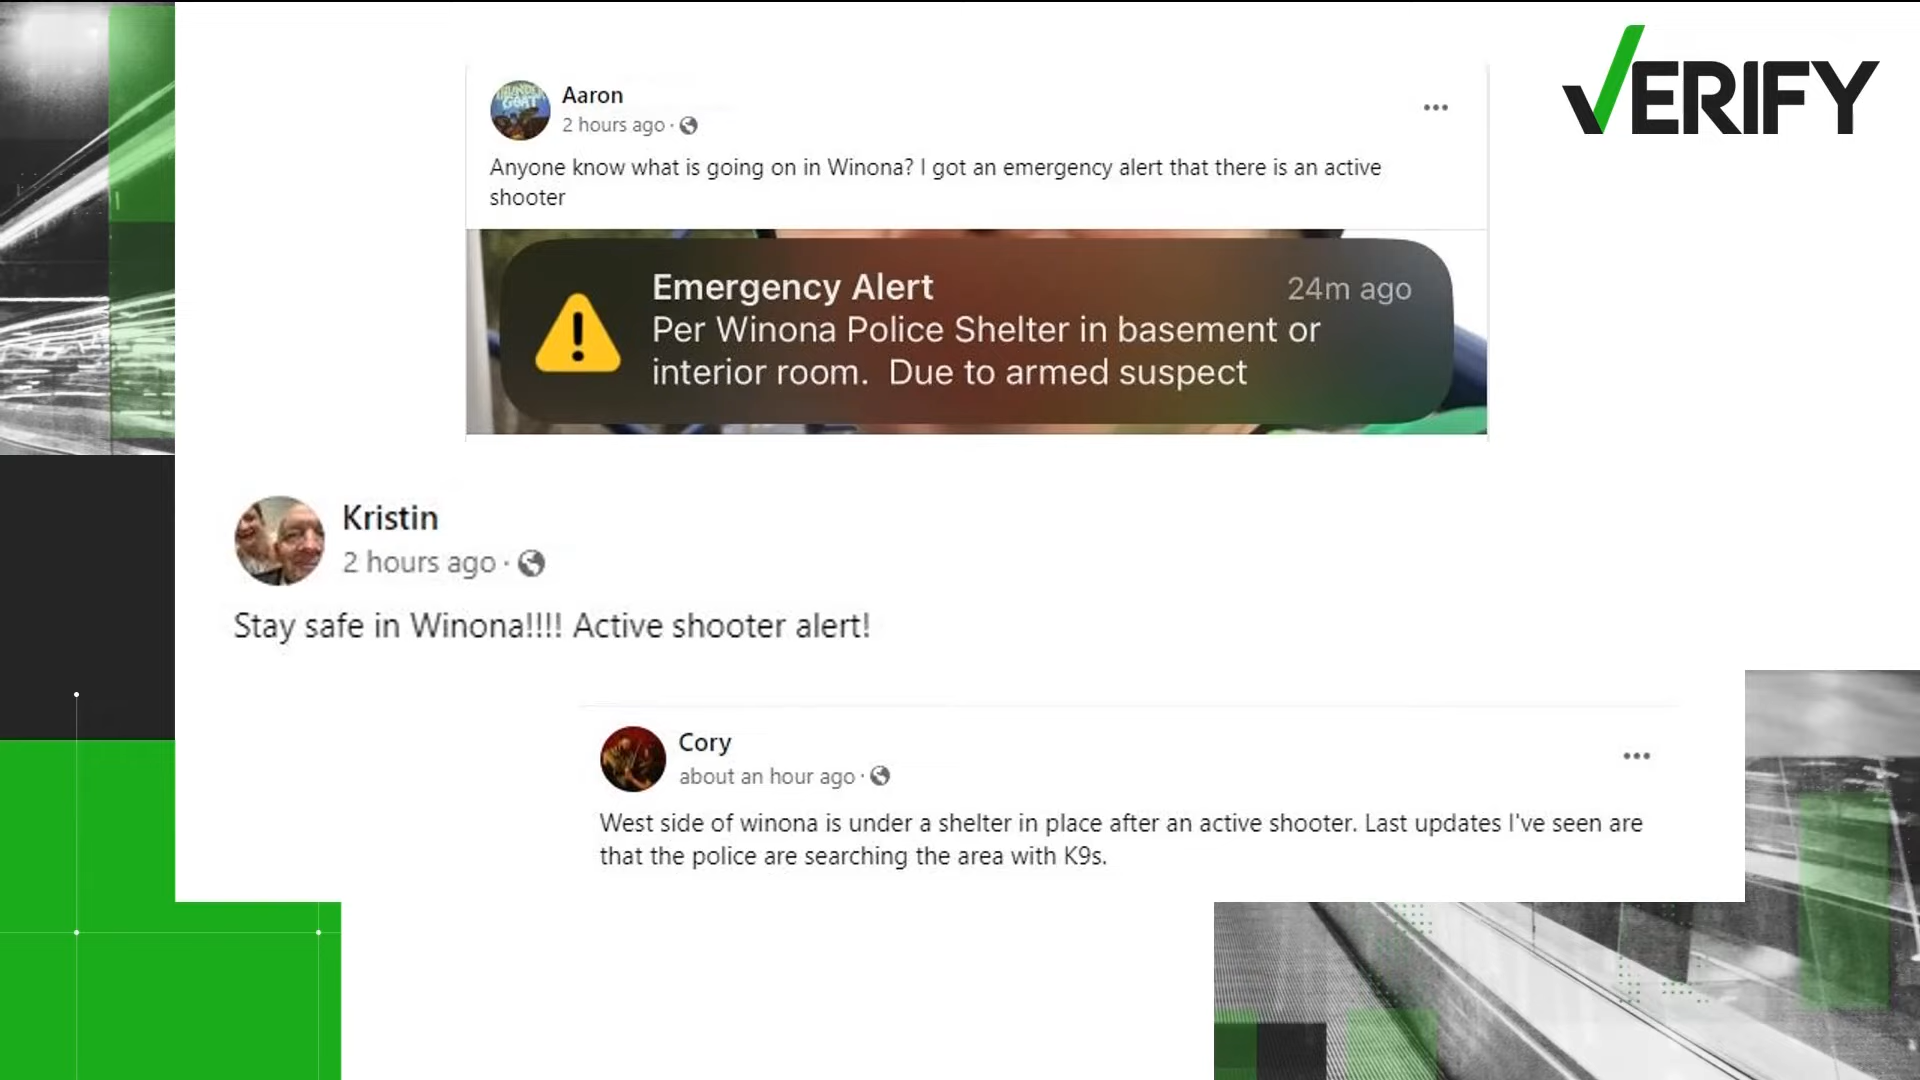 VERIFY
Aaron
2 hours ago ·
Anyone know what is going on in Winona? I got an emergency alert that there is an active
shooter
Emergency Alert
24m ago
Per Winona Police Shelter in basement or
interior room.  Due to armed suspect
Kristin
2 hours ago ·
Stay safe in Winona!!!! Active shooter alert!
Cory
about an hour ago ·
West side of winona is under a shelter in place after an active shooter. Last updates I've seen are
that the police are searching the area with K9s.